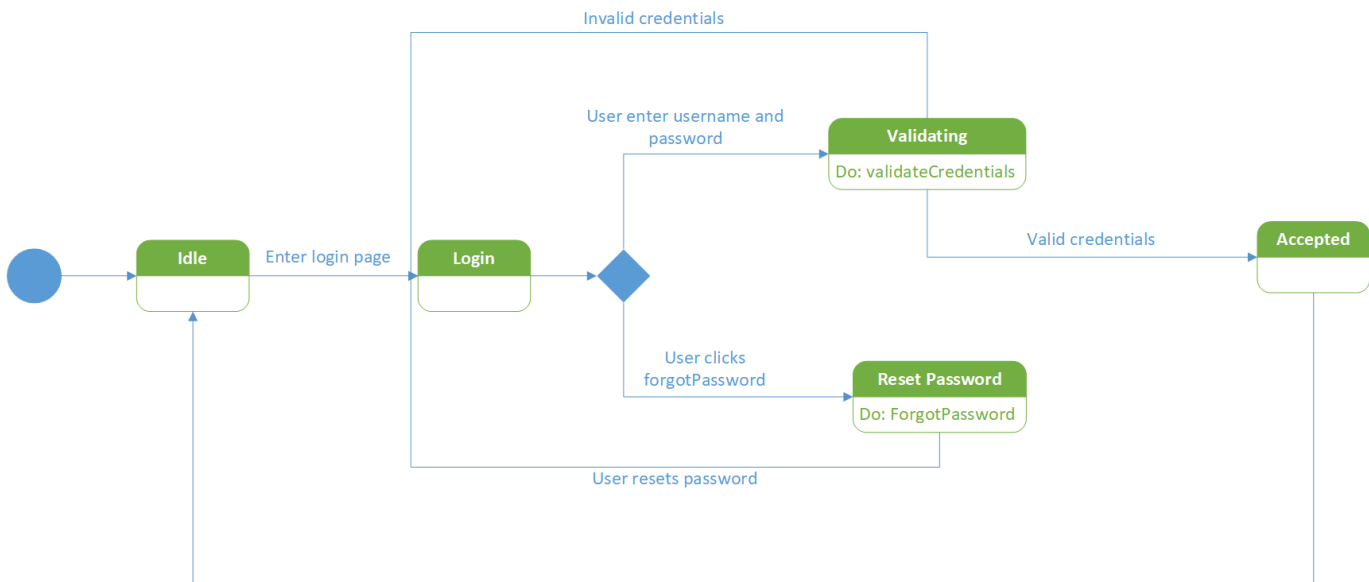 Invalid credentials
User enter username and
password
Validating
Do: validateCredentials
Idle
Enter login page
Login
Valid credentials
Accepted
User clicks
forgotPassword
Reset Password
Do: ForgotPassword
User resets password